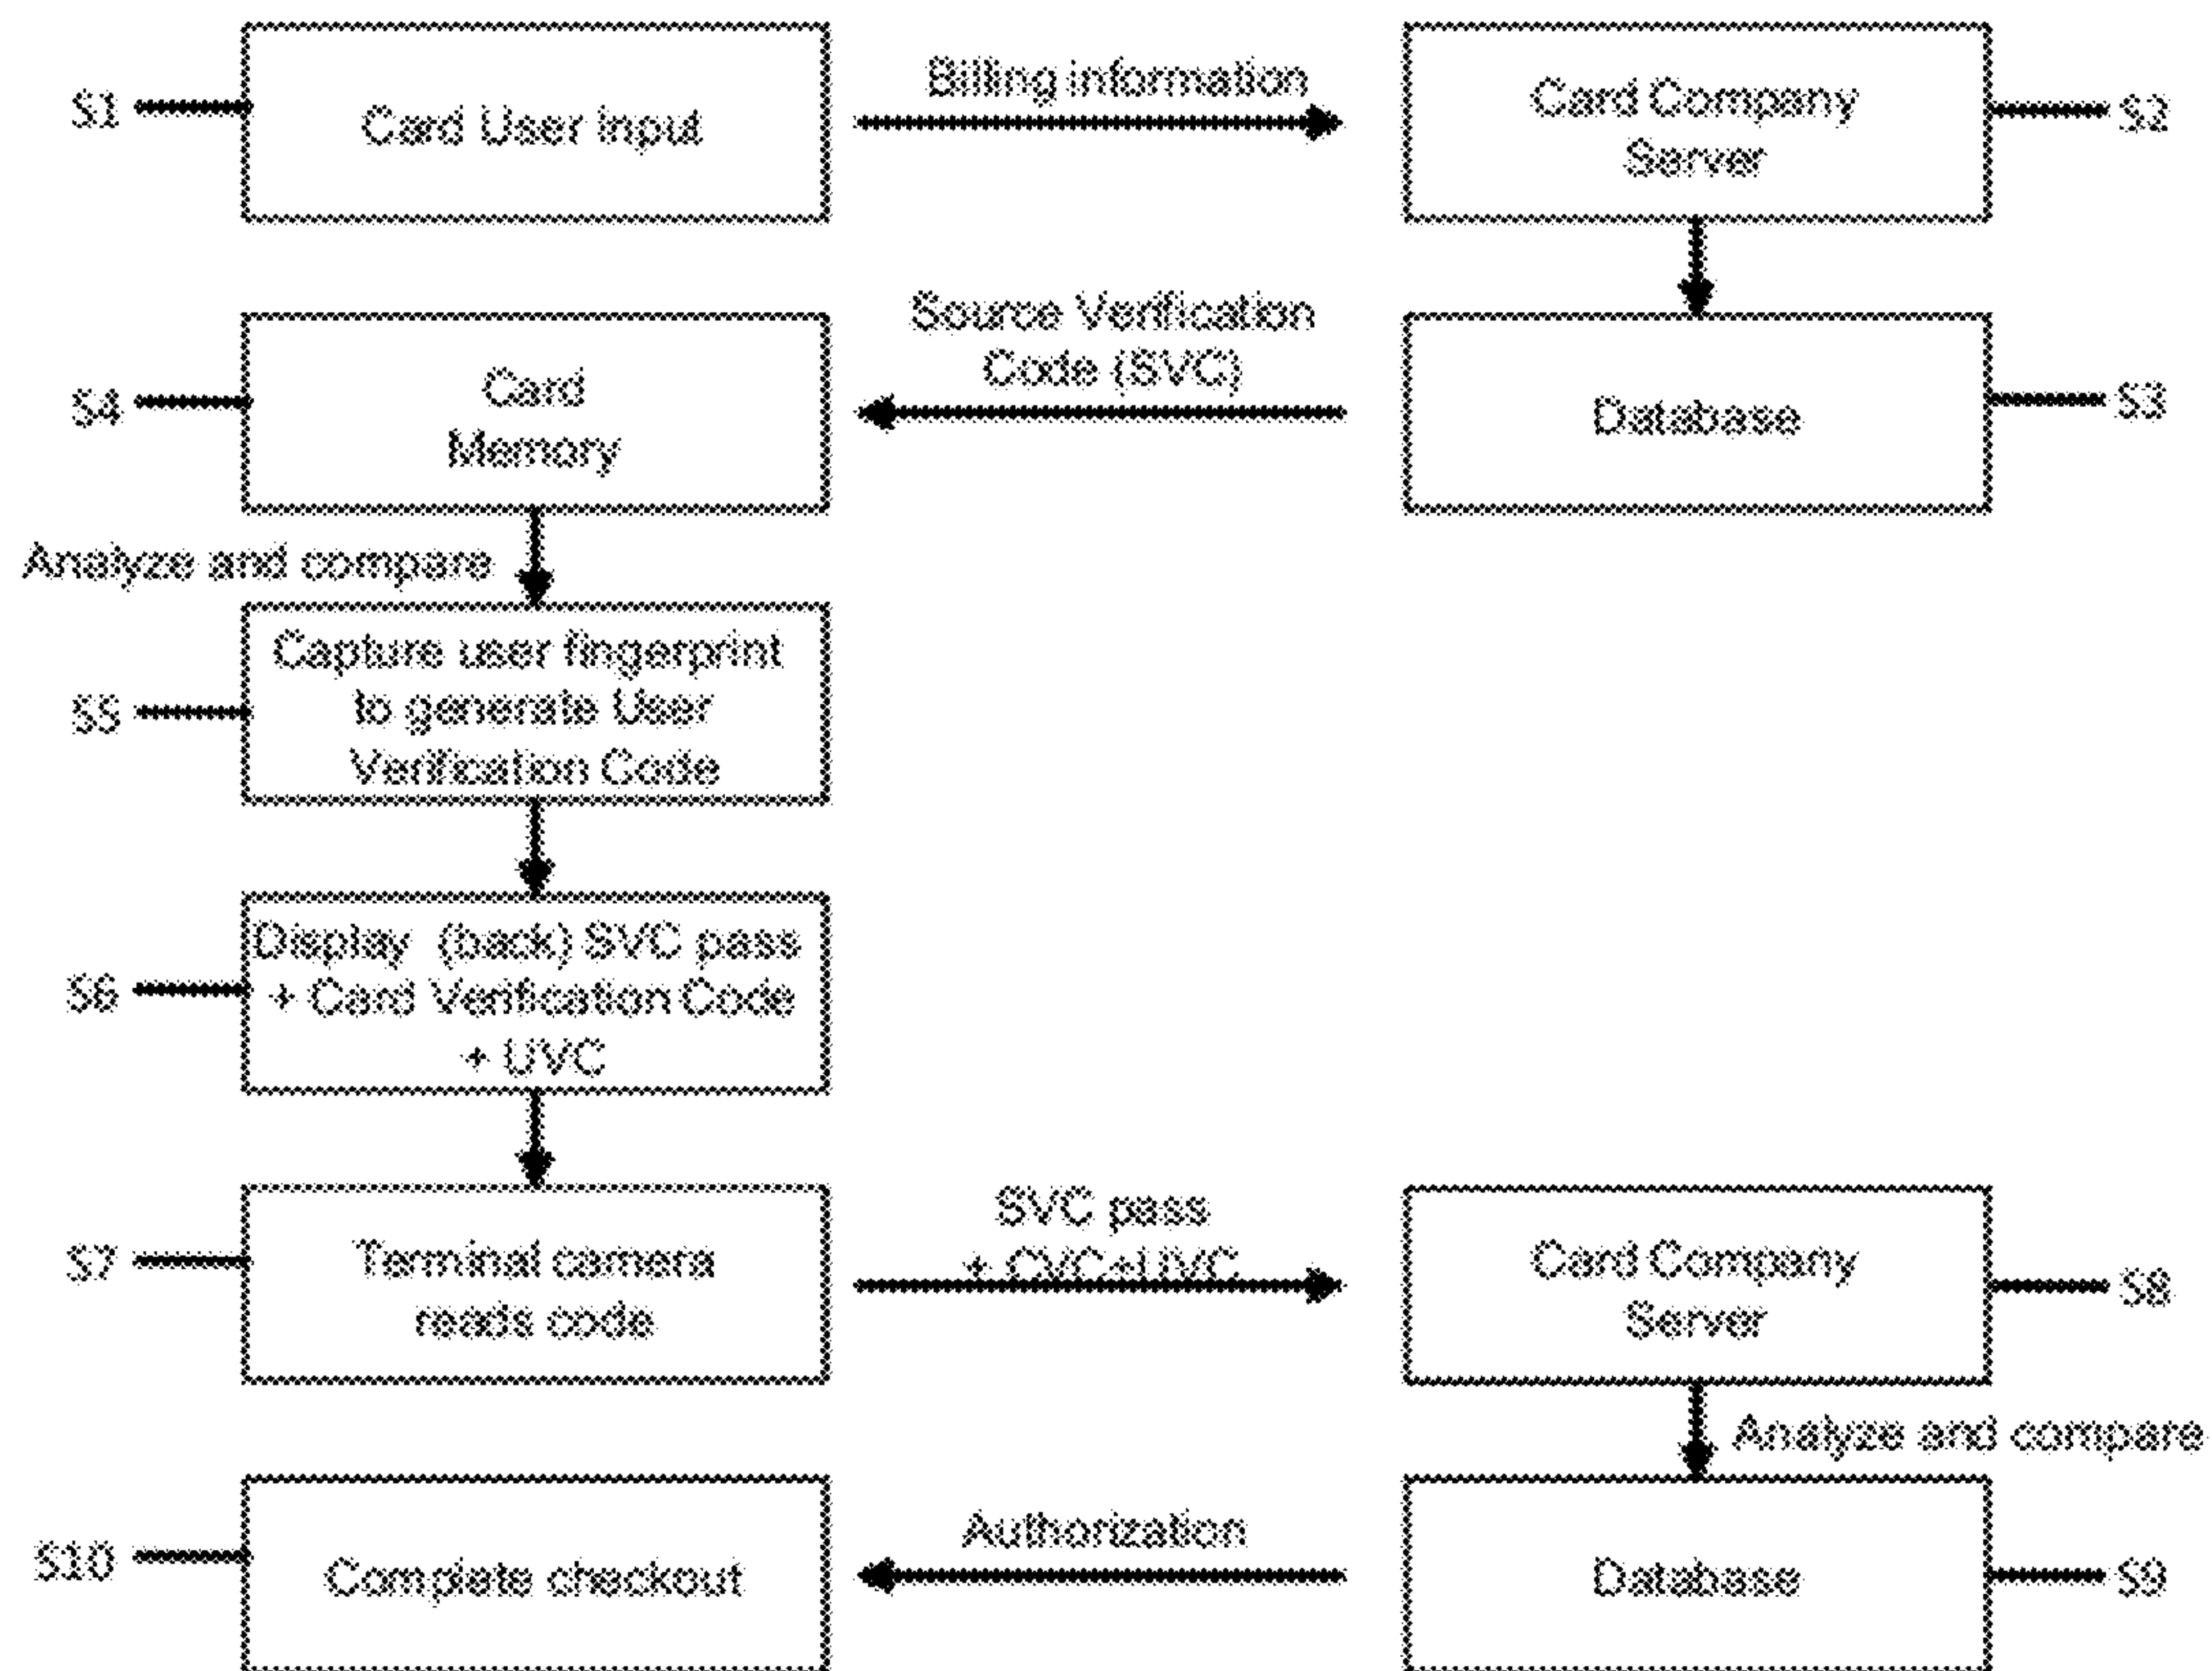 S1
Card User Input
Billing information
Card Company
Server
S2
S4
Card
Memory
Source Verification
Code (SVC)
Database
S3
Analyze and compare
S5
Capture user fingerprint
to generate User
Verification Code
S6
Display (back) SVC pass
+ Card Verification Code
+ UVC
S7
Terminal camera
reads code
SVC pass
+ CVC+UVC
Card Company
Server
S8
Analyze and compare
S10
Complete checkout
Authorization
Database
S9